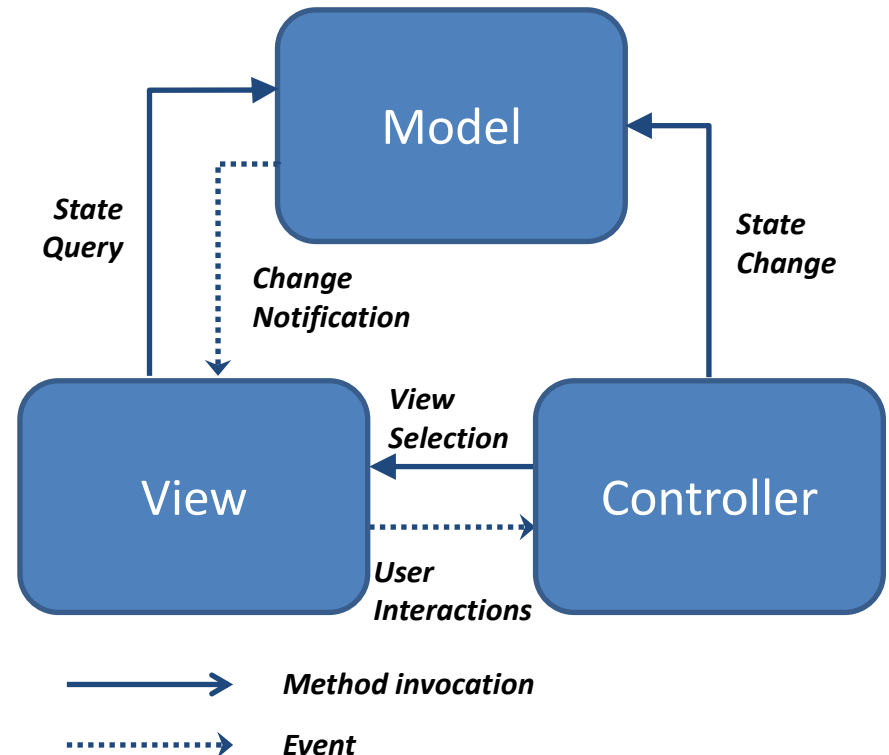 Model
State
Query
State
Change
Change
Notification
View
Selection
View
Controller
User
Interactions
Method invocation
Event